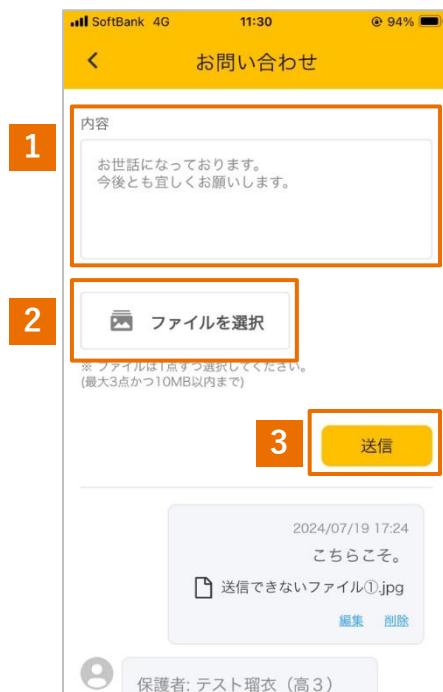 SoftBank 4G 11:30 94%
お問い合わせ
内容
1
お世話になっております。
今後とも宜しくお願いします。
2
ファイルを選択
※ ファイルは1点ずつ選択してください。
(最大3点かつ10MB以内まで)
3
送信
2024/07/19 17:24
こちらこそ。
送信できないファイル①.jpg
編集 削除
保護者: テスト瑠衣（高３）